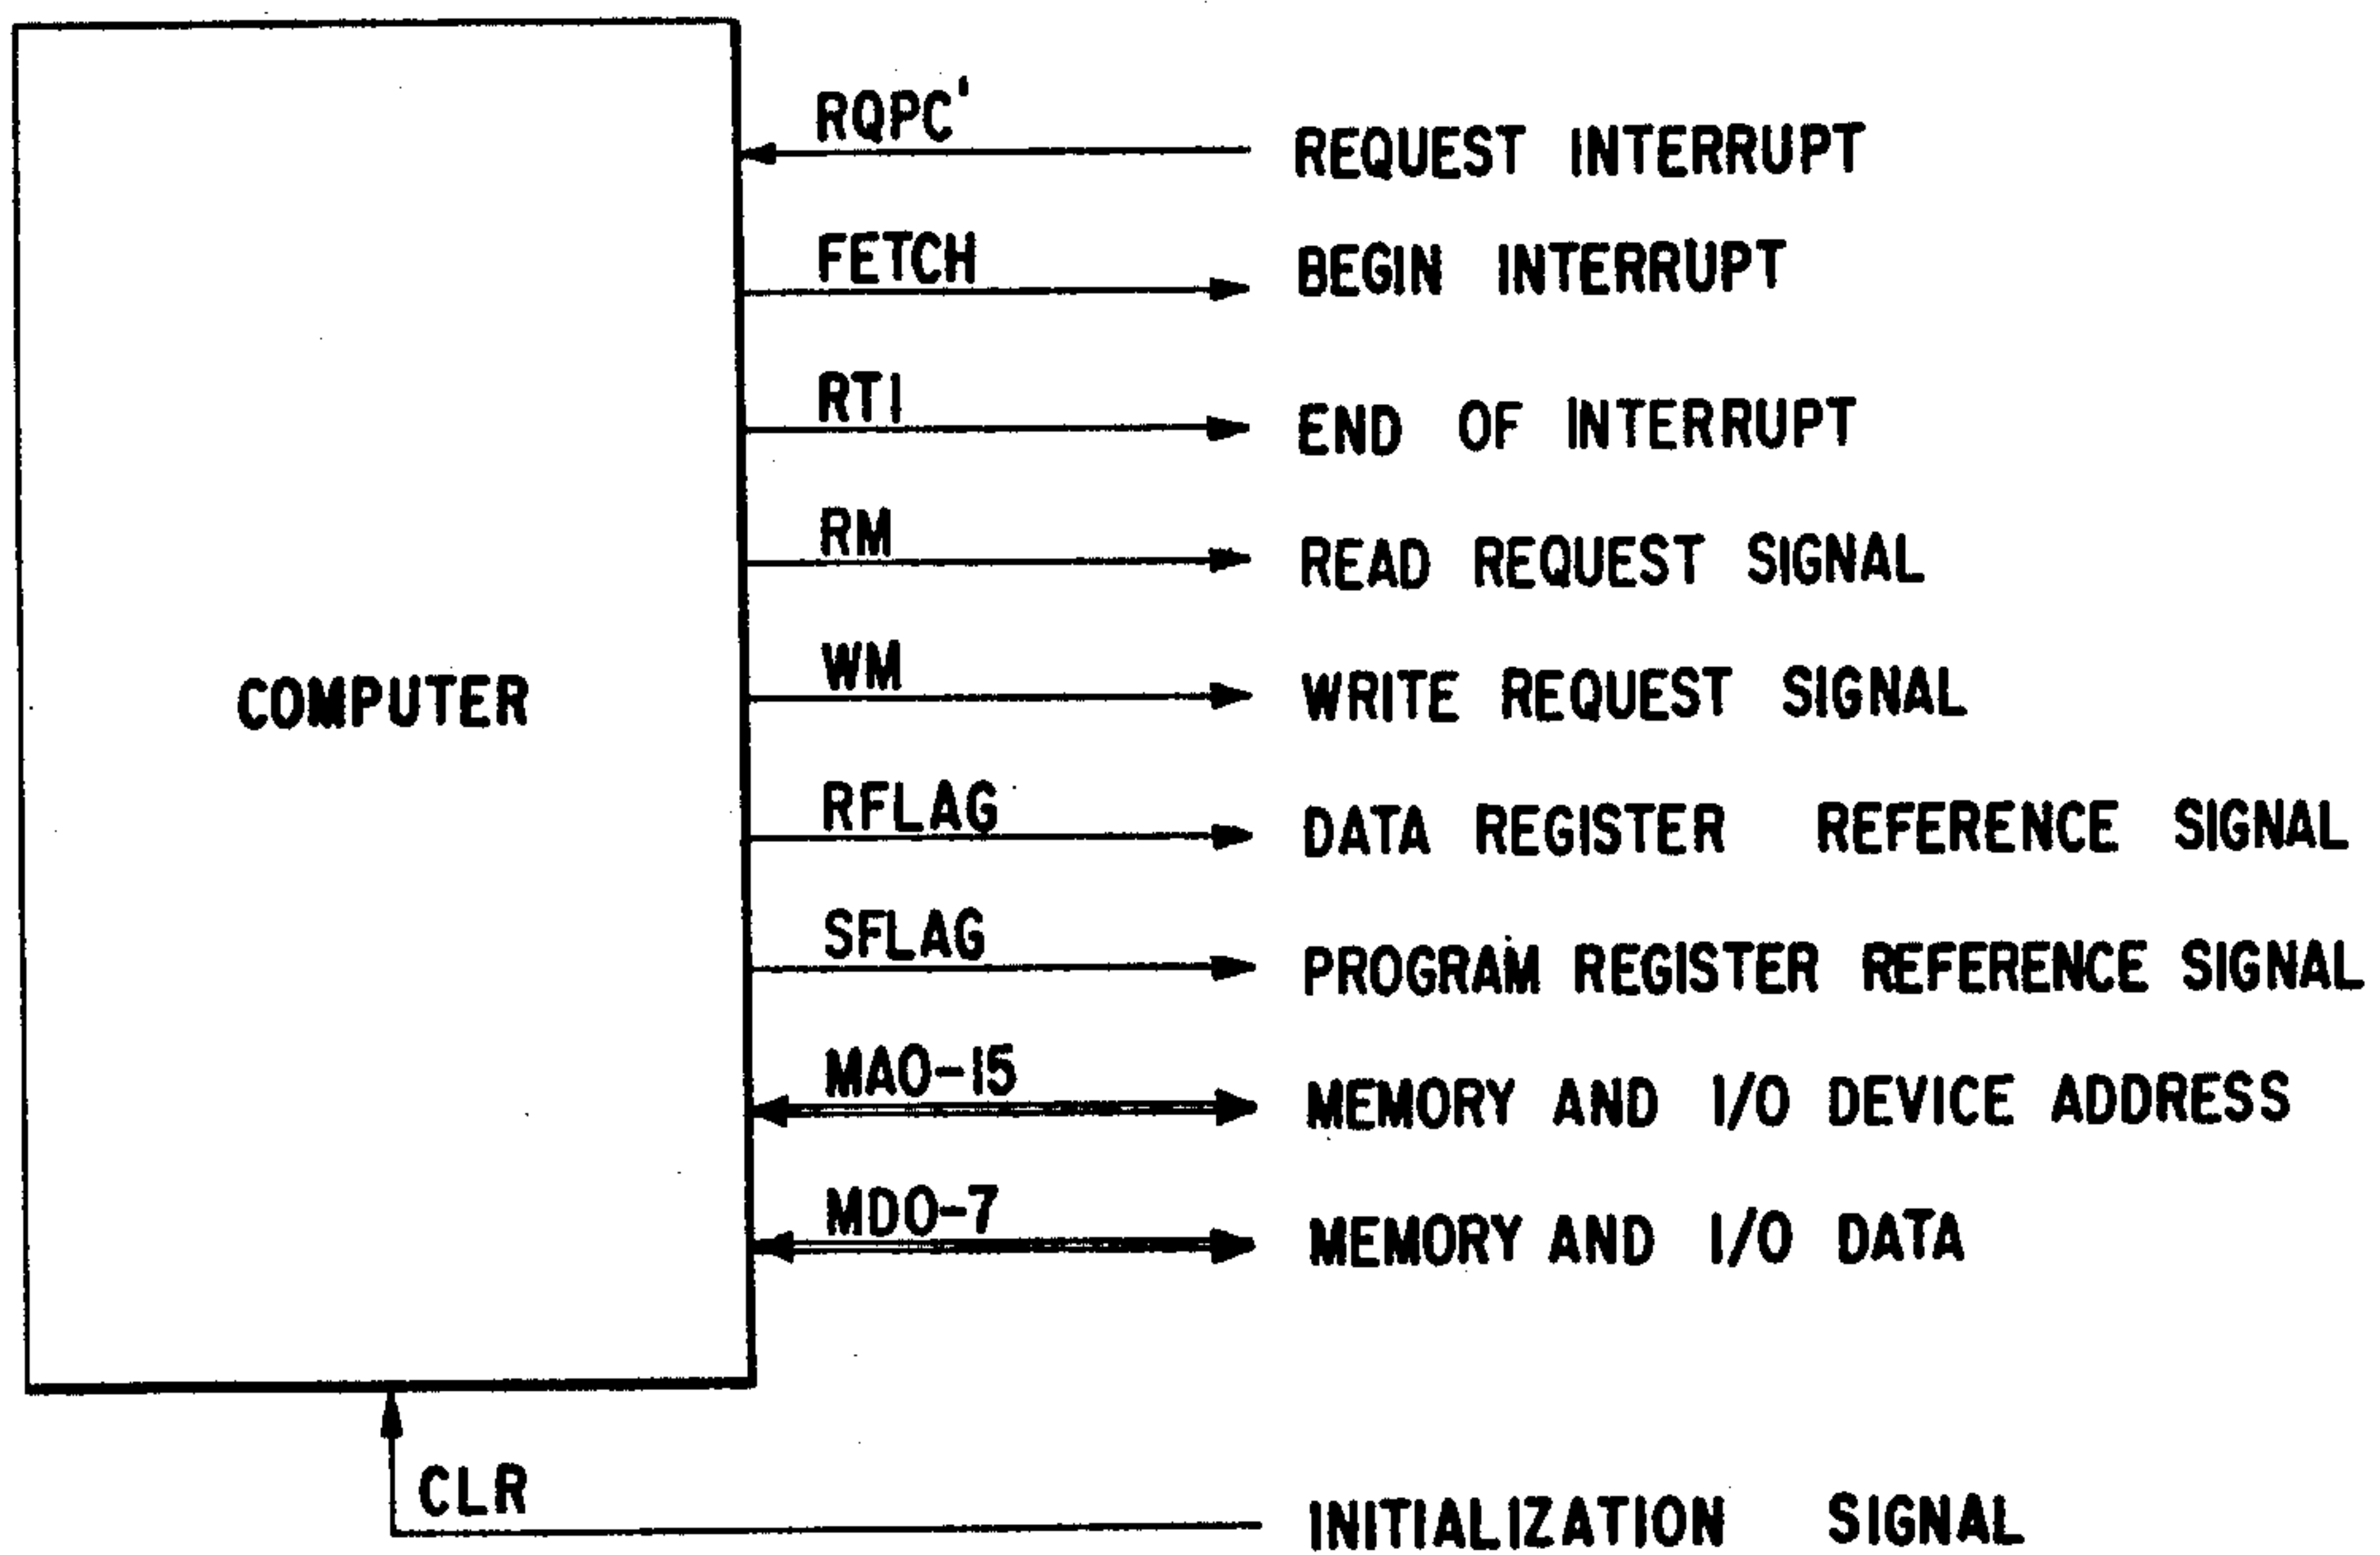 RQPC'
REQUEST INTERRUPT
FETCH
BEGIN INTERRUPT
RTI
END OF INTERRUPT
RM
READ REQUEST SIGNAL
WM
WRITE REQUEST SIGNAL
COMPUTER
RFLAG
DATA REGISTER REFERENCE SIGNAL
SFLAG
PROGRAM REGISTER REFERENCE SIGNAL
MA0-15
MEMORY AND I/O DEVICE ADDRESS
MD0-7
MEMORY AND I/O DATA
CLR
INITIALIZATION SIGNAL